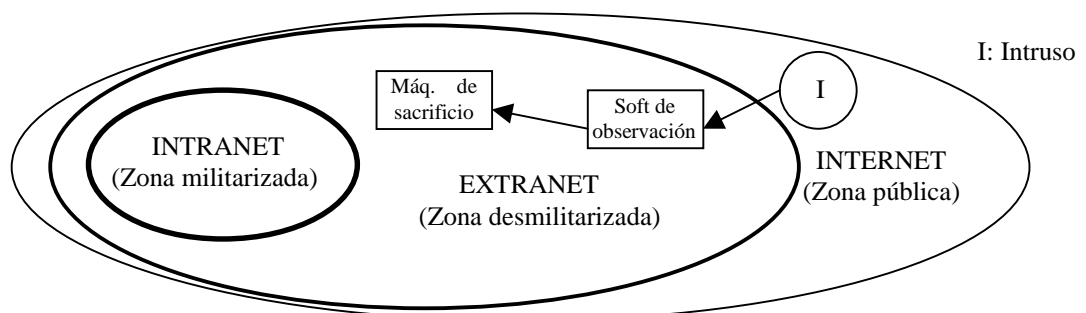 I: Intruso
Máq. de
sacrificio
Soft de
observación
I
INTRANET
(Zona militarizada)
EXTRANET
(Zona desmilitarizada)
INTERNET
(Zona pública)